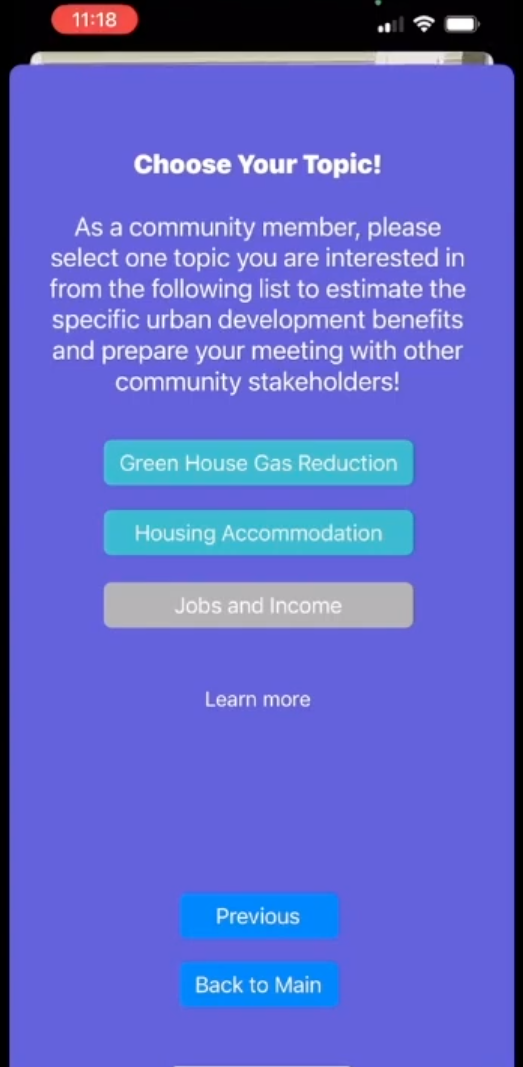 11:18
Choose Your Topic!
As a community member, please
select one topic you are interested in
from the following list to estimate the
specific urban development benefits
and prepare your meeting with other
community stakeholders!
Green House Gas Reduction
Housing Accommodation
Jobs and Income
Learn more
Previous
Back to Main